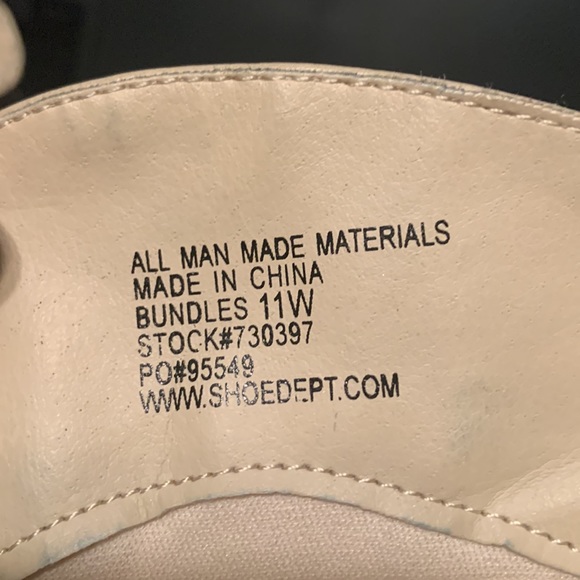 ALL MAN MADE MATERIALS
MADE IN CHINA
BUNDLES 11W
STOCK#730397
PO#95549
WWW.SHOEDEPT.COM